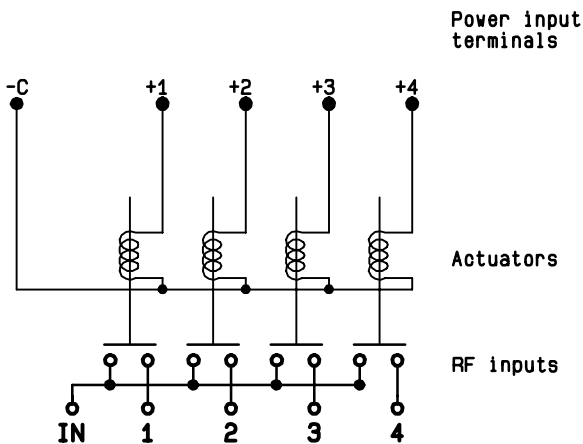 Power input
terminals
-C +1 +2 +3 +4
Actuators
RF inputs
IN 1 2 3 4